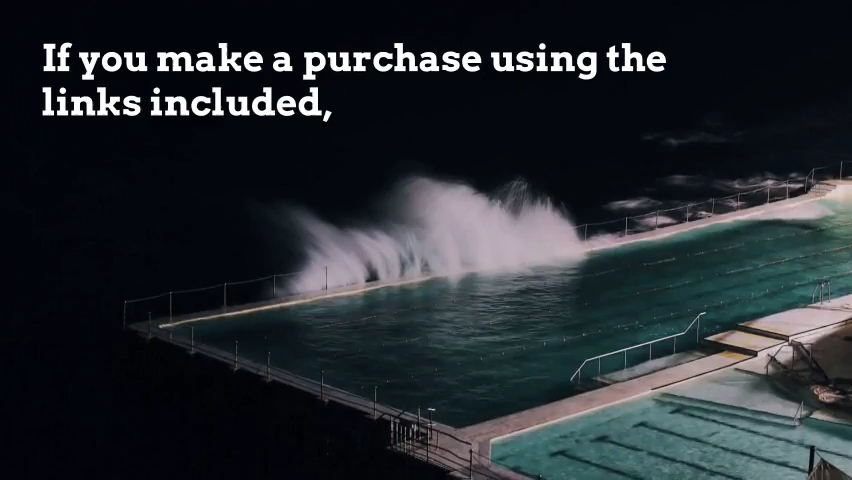 If you make a purchase using the
links included,